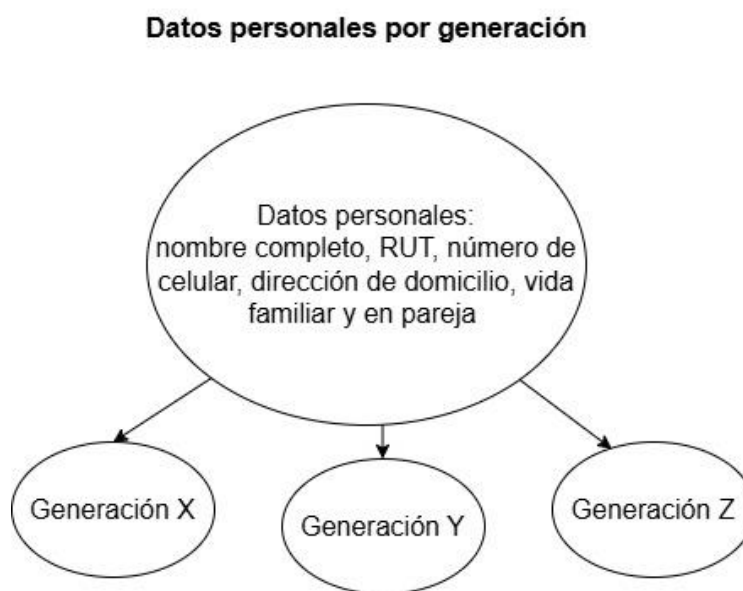 Datos personales por generación
Datos personales:
nombre completo, RUT, número de
celular, dirección de domicilio, vida
familiar y en pareja
Generación X
Generación Y
Generación Z